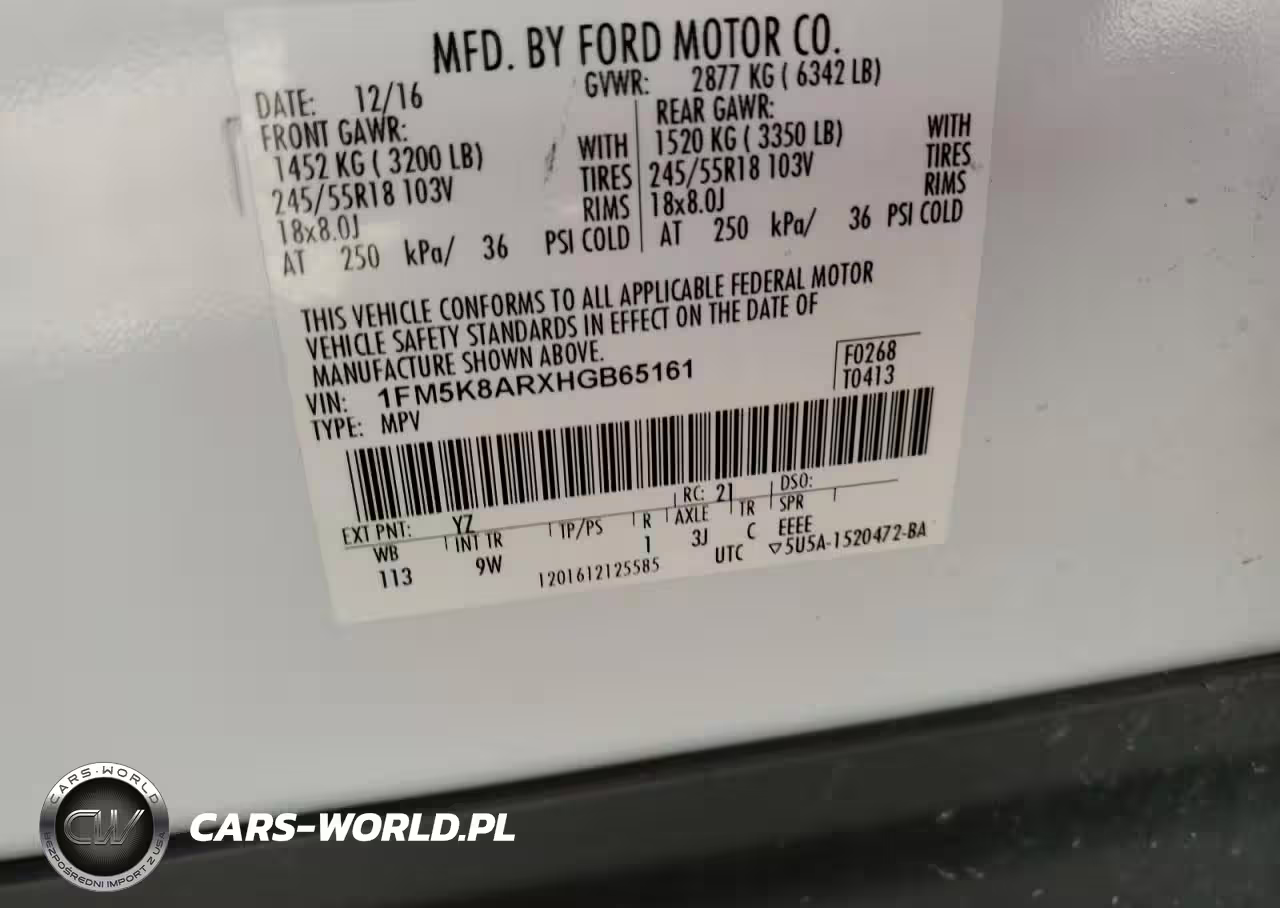 MFD. BY FORD MOTOR CO.
DATE: 12/16 GVWR: 2877 KG ( 6342 LB)
FRONT GAWR: REAR GAWR:
1452 KG ( 3200 LB) WITH 1520 KG ( 3350 LB) WITH
245/55R18 103V TIRES 245/55R18 103V TIRES
18x8.0J RIMS 18x8.0J RIMS
AT 250 kPa/ 36 PSI COLD AT 250 kPa/ 36 PSI COLD
THIS VEHICLE CONFORMS TO ALL APPLICABLE FEDERAL MOTOR
VEHICLE SAFETY STANDARDS IN EFFECT ON THE DATE OF
MANUFACTURE SHOWN ABOVE.
VIN: 1FM5K8ARXHGB65161 F0268
TYPE: MPV T0413
EXT PNT: YZ RC: 21 DSO:
WB INT TR TP/PS R AXLE TR SPR
113 9W 1 3J C EEEE
1201612125585 UTC ▽5U5A-1520472-BA
CARS-WORLD
CW
BEZPOŚREDNI IMPORT Z USA
CARS-WORLD.PL